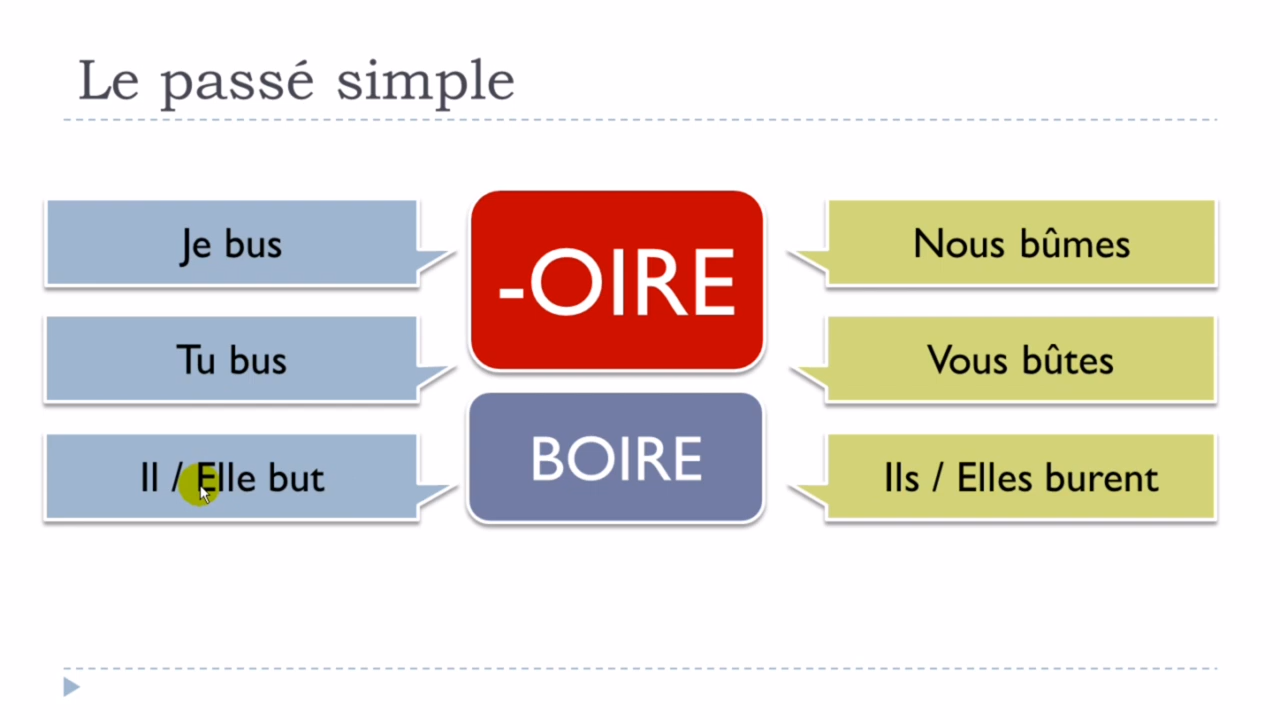 Le passé simple
Je bus
Tu bus
Il / Elle but
-OIRE
BOIRE
Nous bûmes
Vous bûtes
Ils / Elles burent